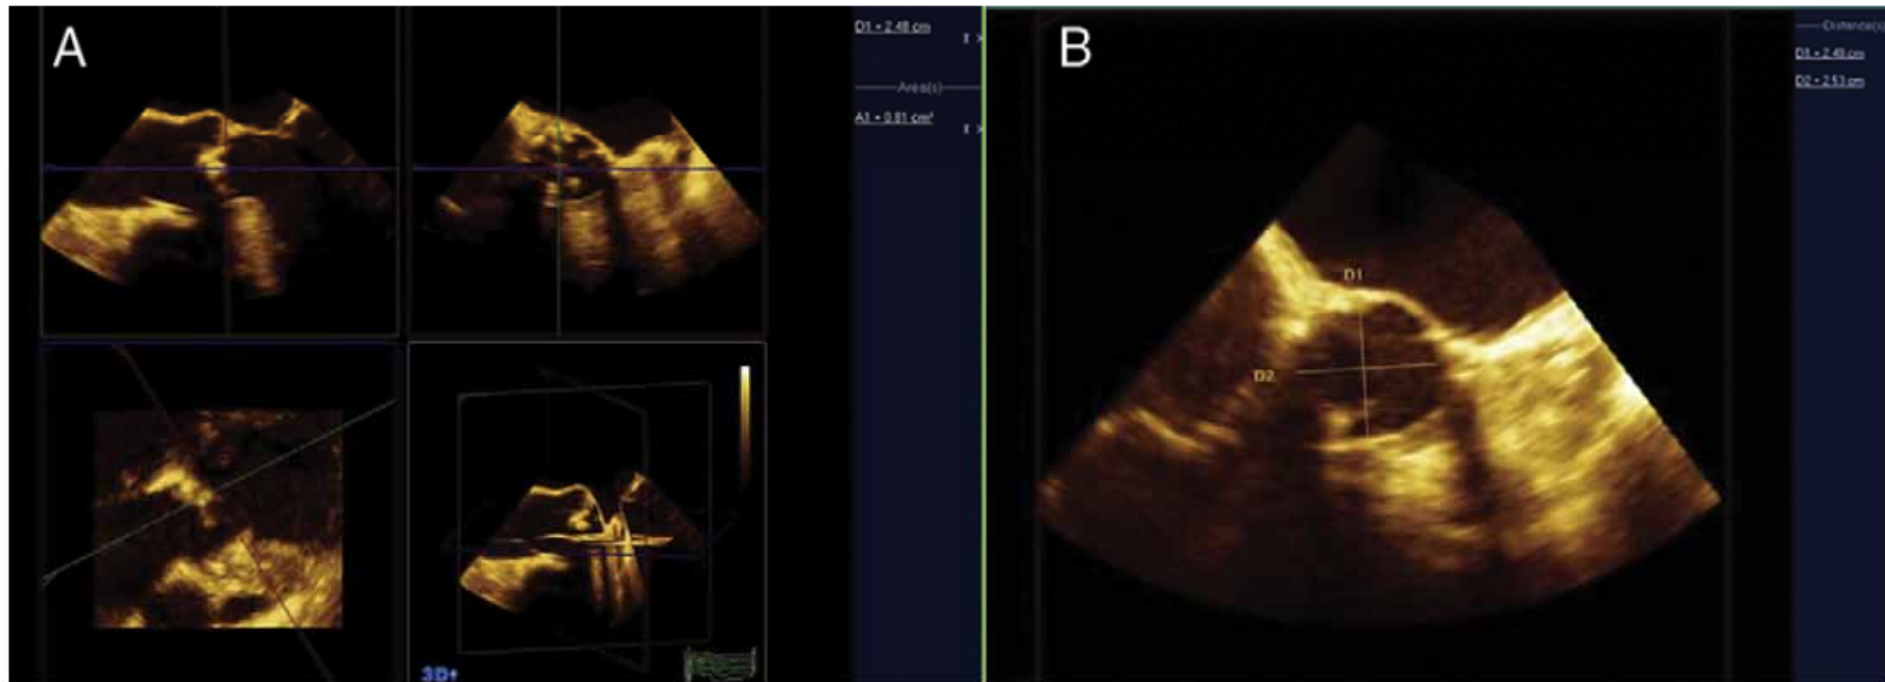 A
D1 = 2.48 cm
Area(s)
A1 = 0.81 cm²
3D
B
Distance(s)
D1 = 2.48 cm
D2 = 2.53 cm
D1
D2